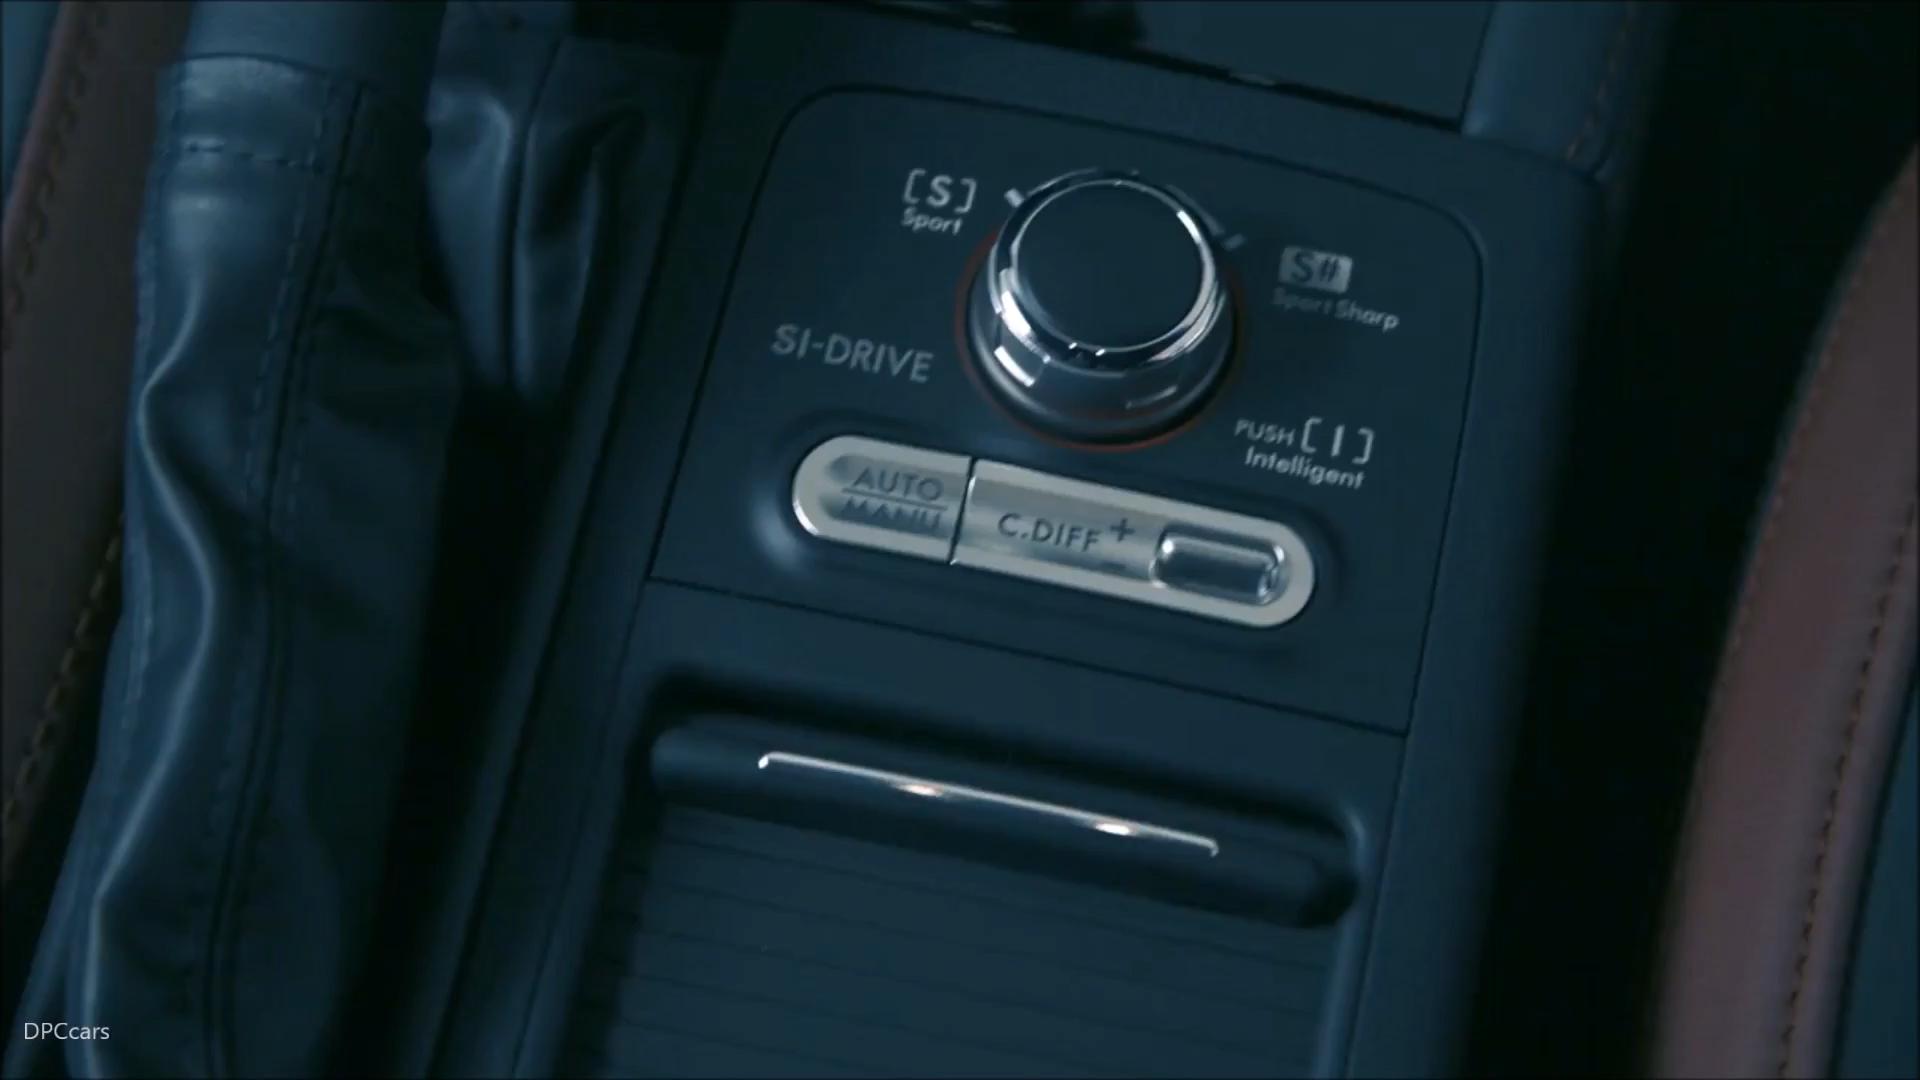 [S]
Sport
S#
Sport Sharp
SI-DRIVE
PUSH [I]
Intelligent
AUTO
MANU
C.DIFF +
-
DPCcars